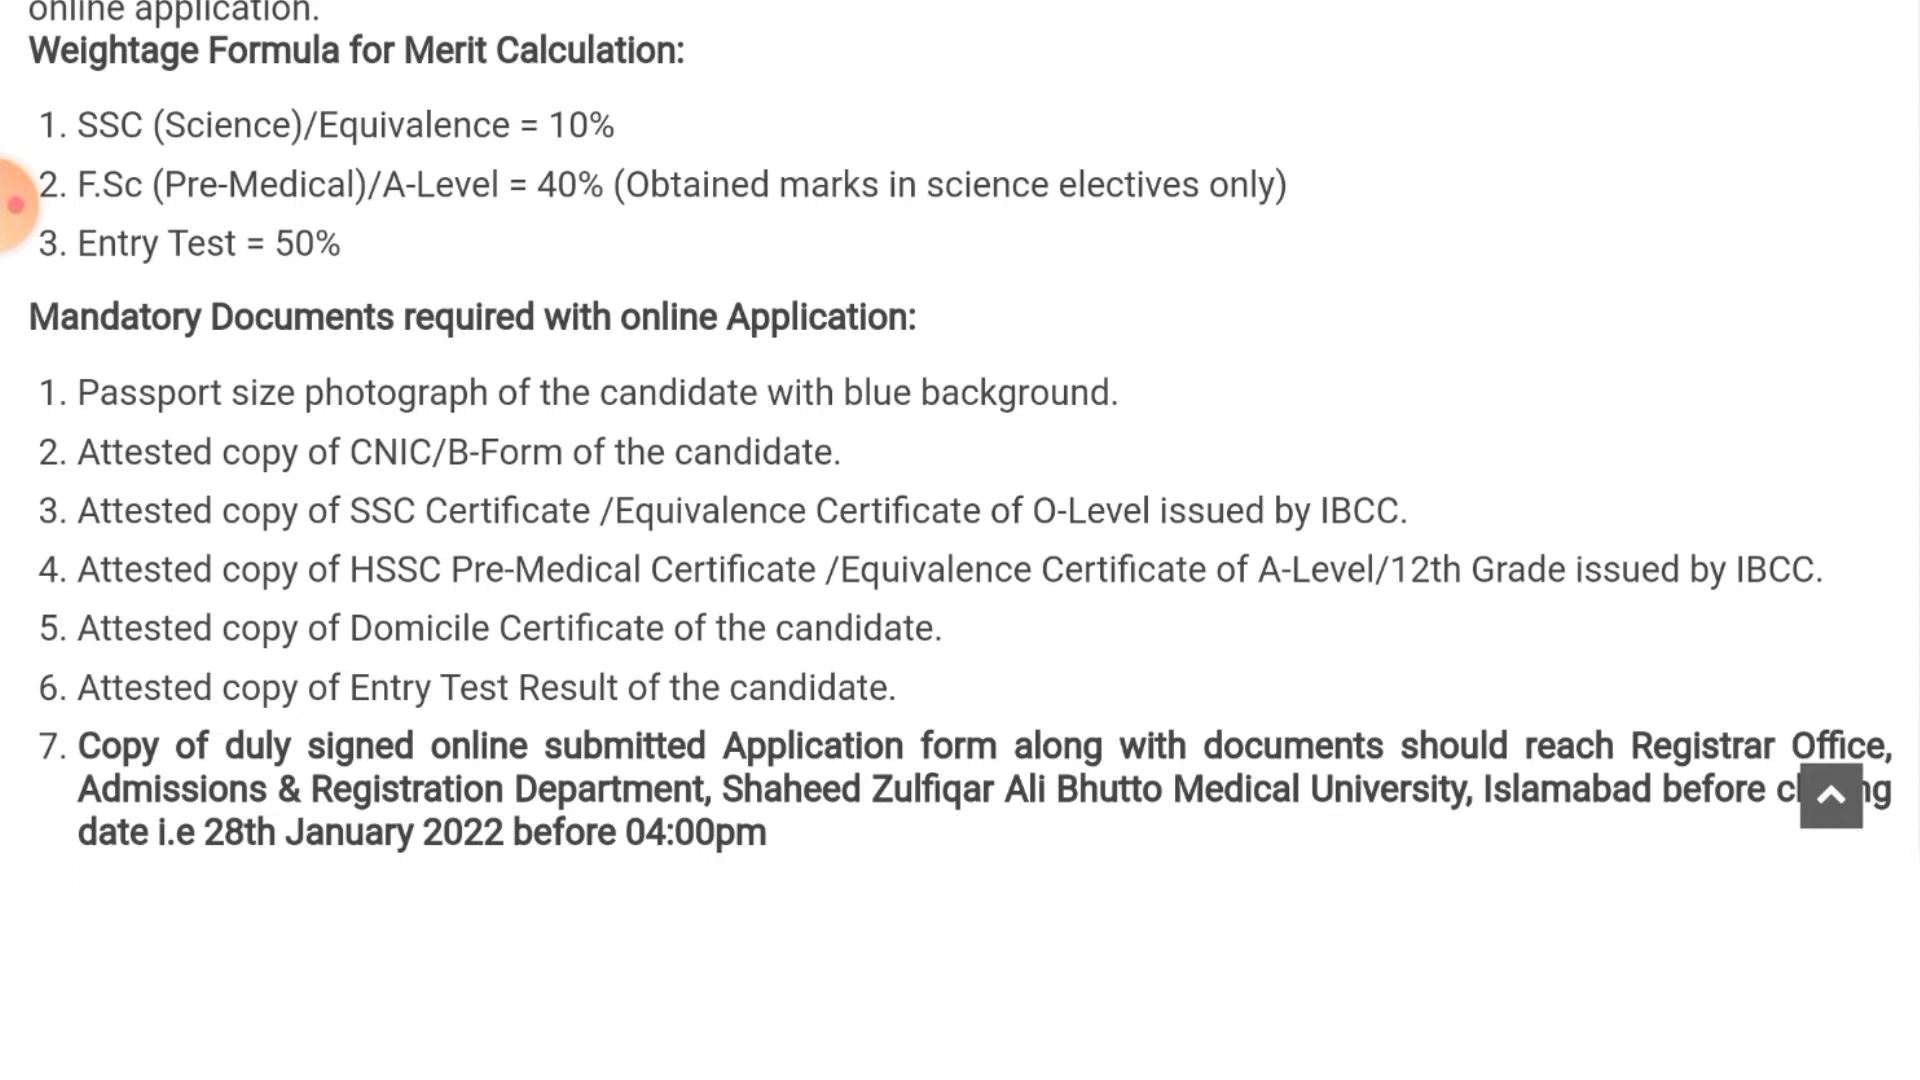 online application.
Weightage Formula for Merit Calculation:
1. SSC (Science)/Equivalence = 10%
2. F.Sc (Pre-Medical)/A-Level = 40% (Obtained marks in science electives only)
3. Entry Test = 50%
Mandatory Documents required with online Application:
1. Passport size photograph of the candidate with blue background.
2. Attested copy of CNIC/B-Form of the candidate.
3. Attested copy of SSC Certificate /Equivalence Certificate of O-Level issued by IBCC.
4. Attested copy of HSSC Pre-Medical Certificate /Equivalence Certificate of A-Level/12th Grade issued by IBCC.
5. Attested copy of Domicile Certificate of the candidate.
6. Attested copy of Entry Test Result of the candidate.
7. Copy of duly signed online submitted Application form along with documents should reach Registrar Office,
Admissions & Registration Department, Shaheed Zulfiqar Ali Bhutto Medical University, Islamabad before
date i.e 28th January 2022 before 04:00pm